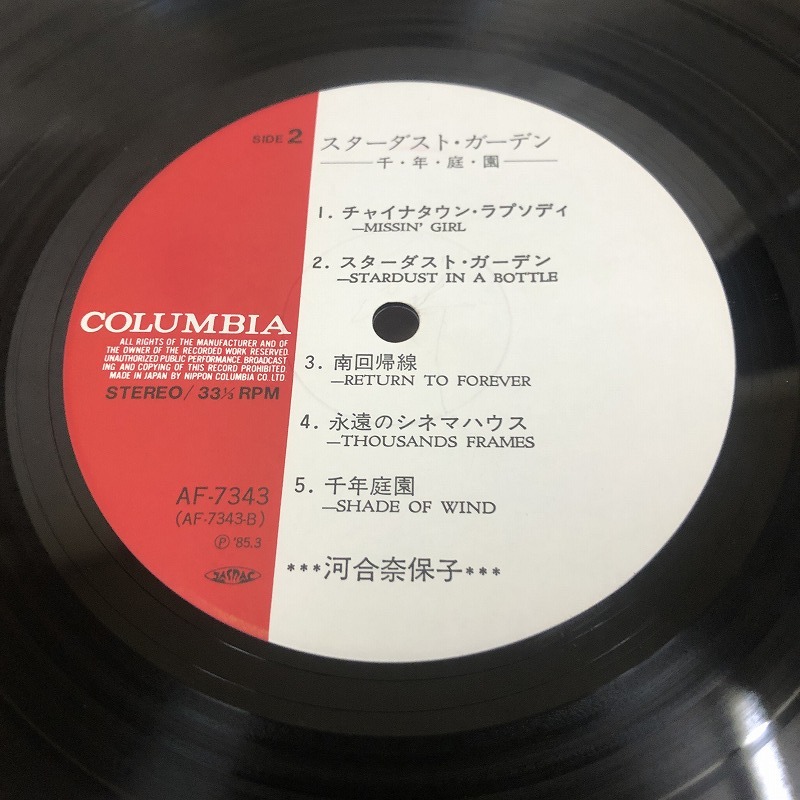 SIDE 2
スターダスト・ガーデン
千・年・庭・園
1. チャイナタウン・ラプソディ
—MISSIN' GIRL
2. スターダスト・ガーデン
—STARDUST IN A BOTTLE
COLUMBIA
ALL RIGHTS OF THE MANUFACTURER AND OF
THE OWNER OF THE RECORDED WORK RESERVED.
UNAUTHORIZED PUBLIC PERFORMANCE. BROADCAST
ING AND COPYING OF THIS RECORD PROHIBITED
MADE IN JAPAN BY NIPPON COLUMBIA CO. LTD.
STEREO/33⅓ RPM
3. 南回帰線
—RETURN TO FOREVER
4. 永遠のシネマハウス
—THOUSANDS FRAMES
5. 千年庭園
—SHADE OF WIND
AF-7343
(AF-7343-B)
Ⓟ '85.3
JASRAC
***河合奈保子***